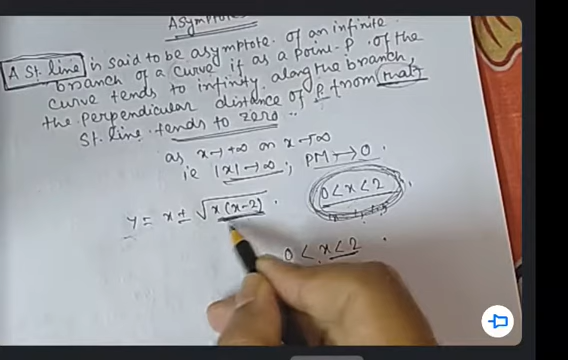 Asymptotes
A St. line is said to be asymptote of an infinite
branch of a curve if as a point P of the
curve tends to infinity along the branch,
the perpendicular distance of P from that
St. line tends to zero.
as x→+∞ or x→-∞
ie |x|→∞ ; PM→0.
0<x<2
y = x ± √x(x-2) .
0 < x < 2 .